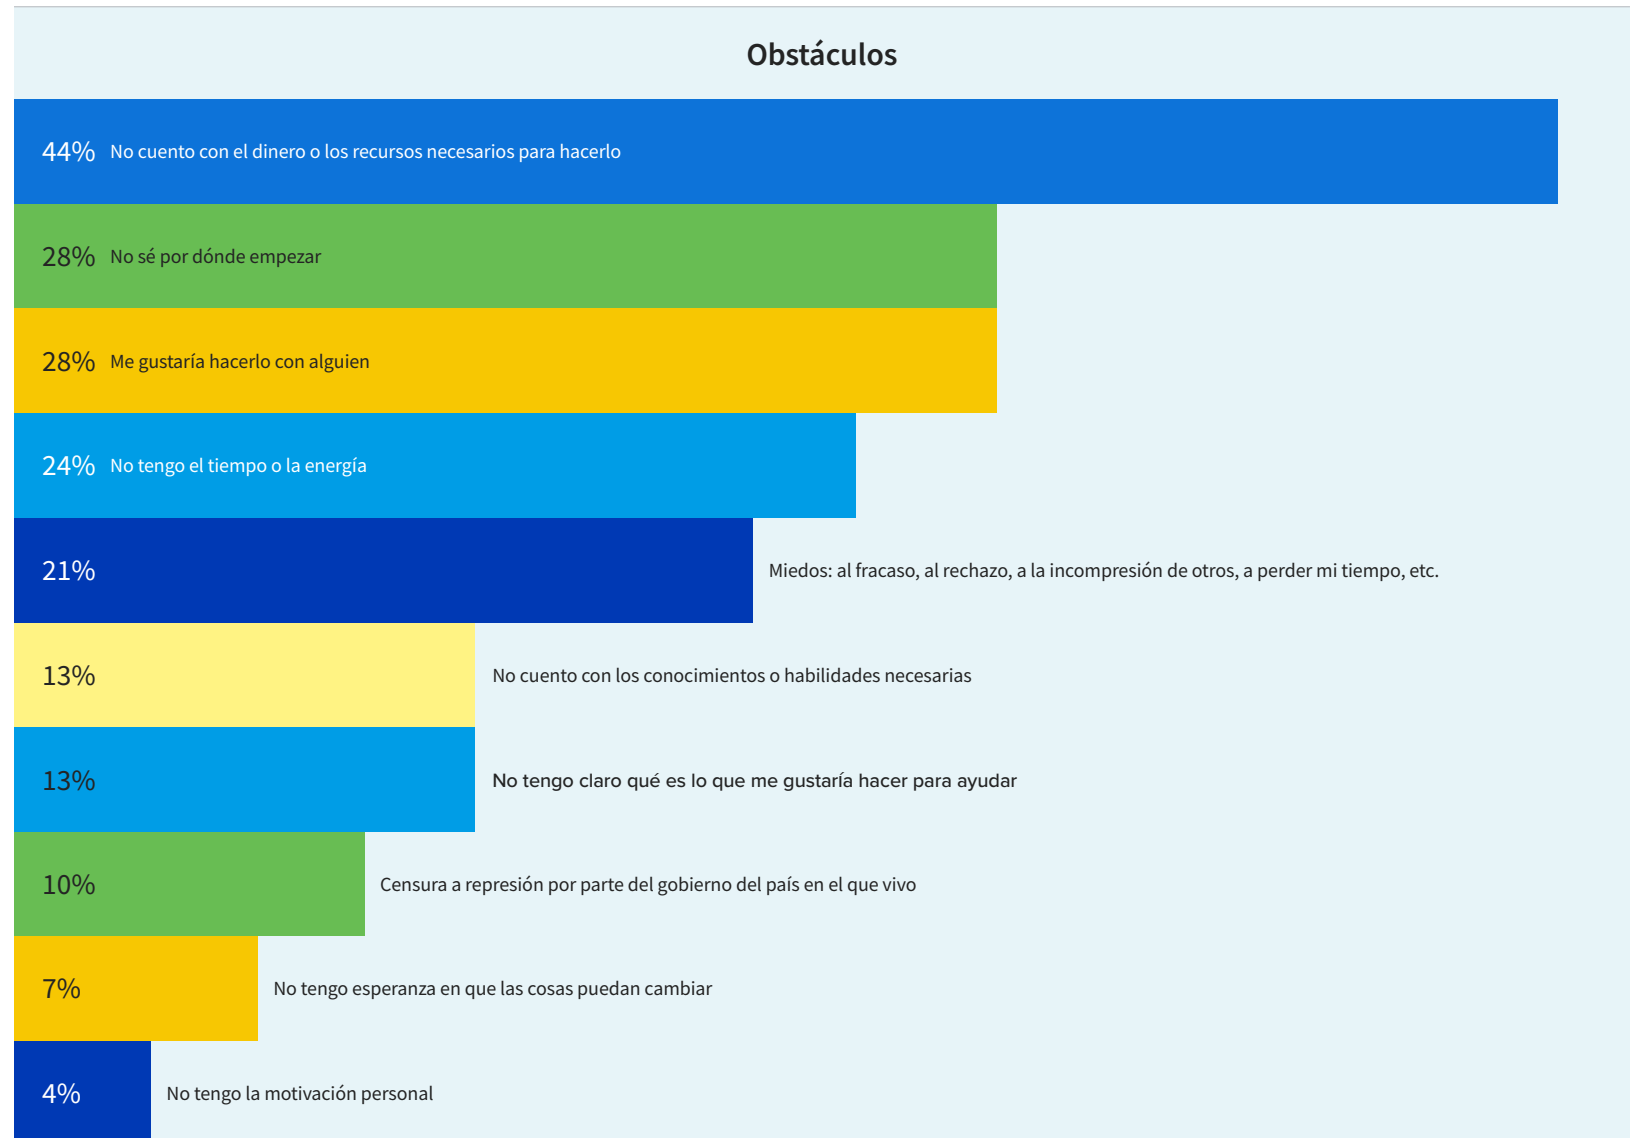 Obstáculos
44% No cuento con el dinero o los recursos necesarios para hacerlo
28% No sé por dónde empezar
28% Me gustaría hacerlo con alguien
24% No tengo el tiempo o la energía
21% Miedos: al fracaso, al rechazo, a la incompresión de otros, a perder mi tiempo, etc.
13% No cuento con los conocimientos o habilidades necesarias
13% No tengo claro qué es lo que me gustaría hacer para ayudar
10% Censura a represión por parte del gobierno del país en el que vivo
7% No tengo esperanza en que las cosas puedan cambiar
4% No tengo la motivación personal